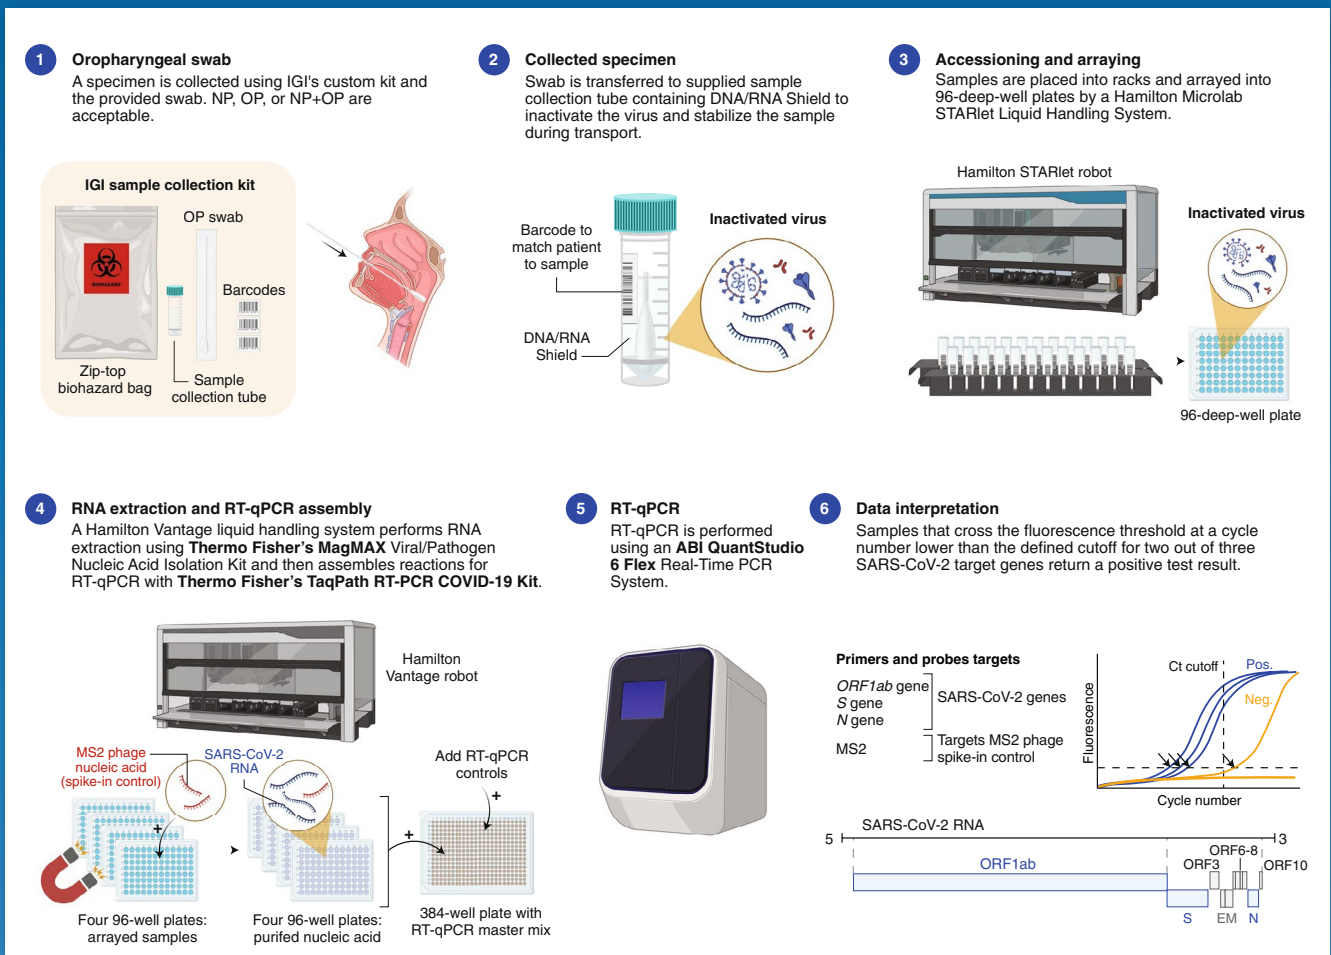 1
Oropharyngeal swab
A specimen is collected using IGI's custom kit and
the provided swab. NP, OP, or NP+OP are
acceptable.
IGI sample collection kit
OP swab
BIOHAZARD
Barcodes
Zip-top
biohazard bag
Sample
collection tube
2
Collected specimen
Swab is transferred to supplied sample
collection tube containing DNA/RNA Shield to
inactivate the virus and stabilize the sample
during transport.
Barcode to
match patient
to sample
DNA/RNA
Shield
Inactivated virus
3
Accessioning and arraying
Samples are placed into racks and arrayed into
96-deep-well plates by a Hamilton Microlab
STARlet Liquid Handling System.
Hamilton STARlet robot
Inactivated virus
96-deep-well plate
4
RNA extraction and RT-qPCR assembly
A Hamilton Vantage liquid handling system performs RNA
extraction using Thermo Fisher's MagMAX Viral/Pathogen
Nucleic Acid Isolation Kit and then assembles reactions for
RT-qPCR with Thermo Fisher's TaqPath RT-PCR COVID-19 Kit.
Hamilton
Vantage robot
MS2 phage
nucleic acid
(spike-in control)
SARS-CoV-2
RNA
Add RT-qPCR
controls
+
+
+
Four 96-well plates:
arrayed samples
Four 96-well plates:
purifed nucleic acid
384-well plate with
RT-qPCR master mix
5
RT-qPCR
RT-qPCR is performed
using an ABI QuantStudio
6 Flex Real-Time PCR
System.
6
Data interpretation
Samples that cross the fluorescence threshold at a cycle
number lower than the defined cutoff for two out of three
SARS-CoV-2 target genes return a positive test result.
Primers and probes targets
ORF1ab gene
S gene
N gene
SARS-CoV-2 genes
MS2
Targets MS2 phage
spike-in control
Ct cutoff
Pos.
Neg.
Fluorescence
Cycle number
5
SARS-CoV-2 RNA
3
ORF1ab
ORF3
ORF6-8
ORF10
S
EM
N